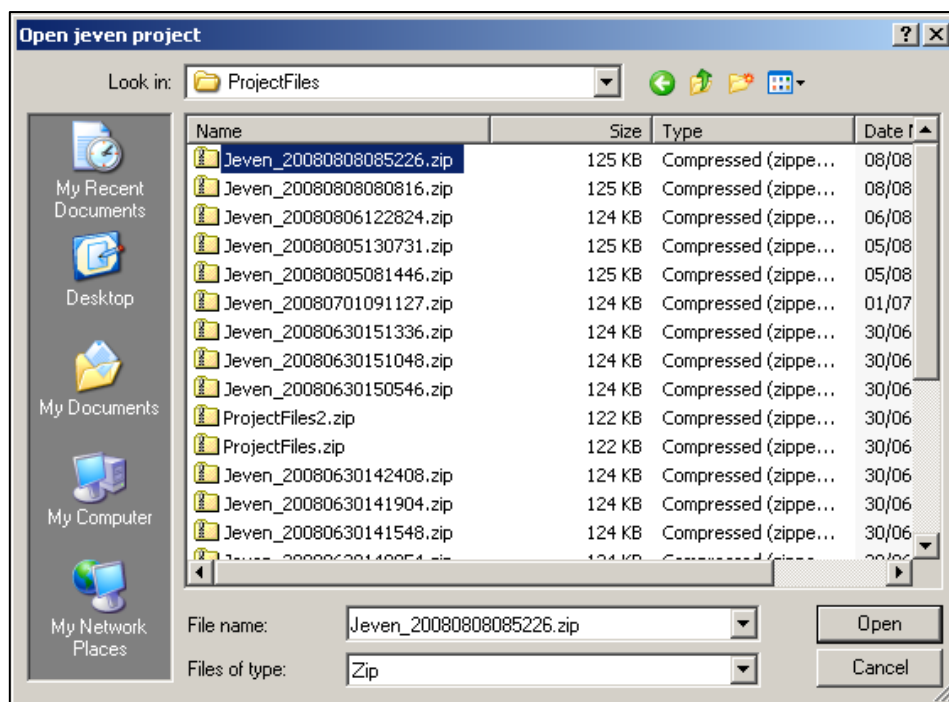 Open jeven project
Look in: ProjectFiles
Name Size Type Date M
Jeven_20080808085226.zip 125 KB Compressed (zippe... 08/08
Jeven_20080808080816.zip 125 KB Compressed (zippe... 08/08
Jeven_20080806122824.zip 124 KB Compressed (zippe... 06/08
Jeven_20080805130731.zip 125 KB Compressed (zippe... 05/08
Jeven_20080805081446.zip 125 KB Compressed (zippe... 05/08
Jeven_20080701091127.zip 124 KB Compressed (zippe... 01/07
Jeven_20080630151336.zip 124 KB Compressed (zippe... 30/06
Jeven_20080630151048.zip 124 KB Compressed (zippe... 30/06
Jeven_20080630150546.zip 124 KB Compressed (zippe... 30/06
ProjectFiles2.zip 122 KB Compressed (zippe... 30/06
ProjectFiles.zip 122 KB Compressed (zippe... 30/06
Jeven_20080630142408.zip 124 KB Compressed (zippe... 30/06
Jeven_20080630141904.zip 124 KB Compressed (zippe... 30/06
Jeven_20080630141548.zip 124 KB Compressed (zippe... 30/06
My Recent
Documents
Desktop
My Documents
My Computer
My Network
Places
File name: Jeven_20080808085226.zip Open
Files of type: Zip Cancel